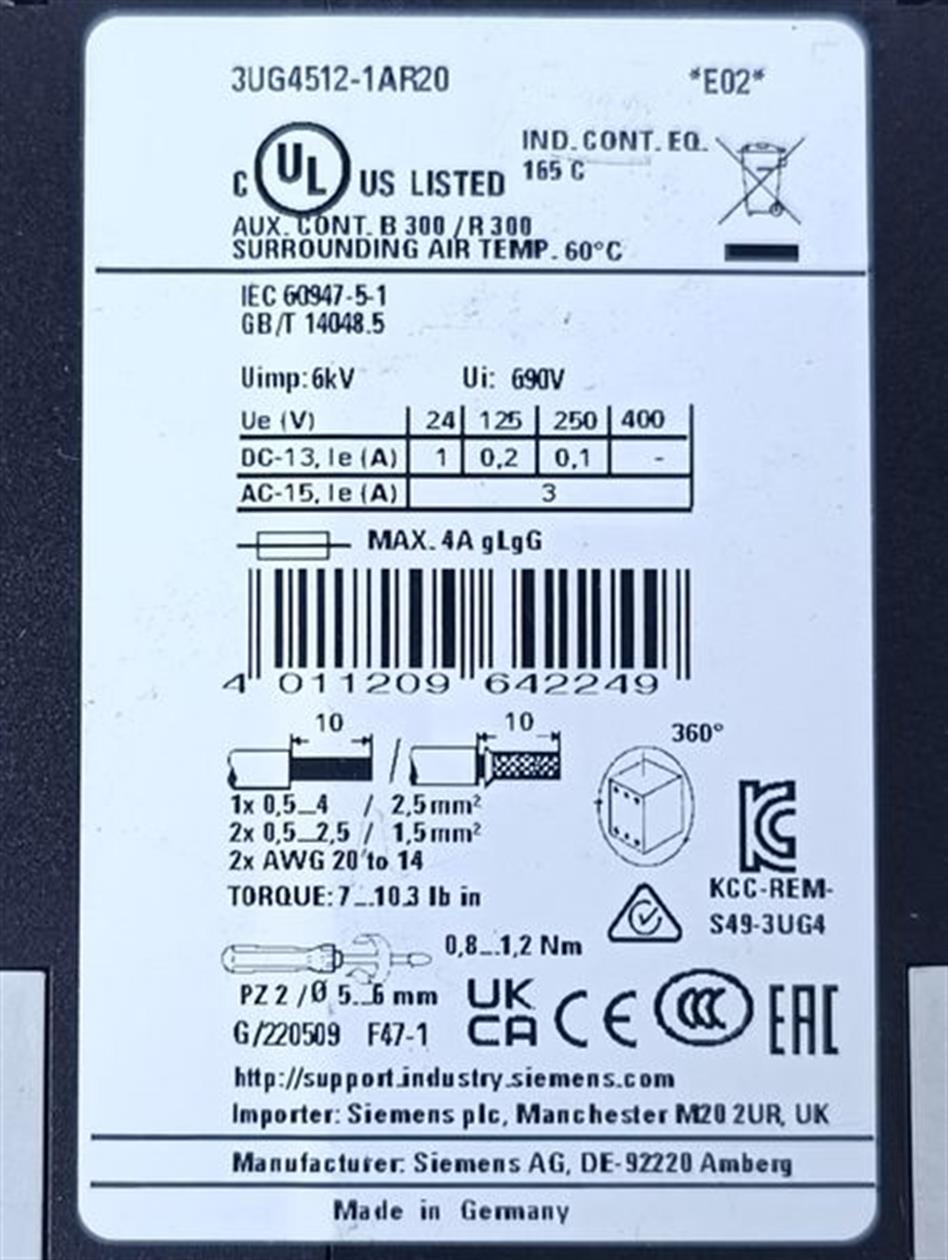 3UG4512-1AR20 *E02*
C UL US LISTED IND. CONT. EQ.
165 C
AUX. CONT. B 300 / R 300
SURROUNDING AIR TEMP. 60°C
IEC 60947-5-1
GB/T 14048.5
Uimp: 6kV Ui: 690V
Ue (V) 24 125 250 400
DC-13, Ie (A) 1 0,2 0,1 -
AC-15, Ie (A) 3
MAX. 4A gLgG
4 011209 642249
10 10 360°
1x 0,5...4 / 2,5 mm²
2x 0,5...2,5 / 1,5 mm²
2x AWG 20 to 14
TORQUE: 7...10.3 lb in
KCC-REM-
S49-3UG4
0,8...1,2 Nm
PZ 2 / Ø 5...6 mm
G/220509 F47-1
UK
CA CE CCC EAC
http://support.industry.siemens.com
Importer: Siemens plc, Manchester M20 2UR, UK
Manufacturer: Siemens AG, DE-92220 Amberg
Made in Germany